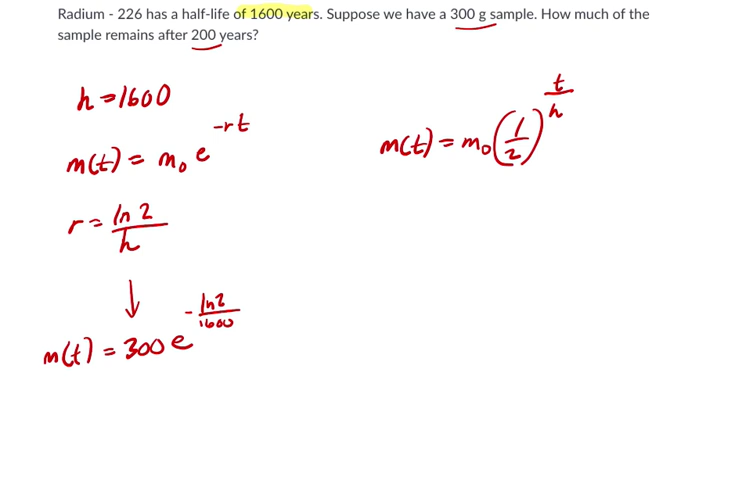 Radium - 226 has a half-life of 1600 years. Suppose we have a 300 g sample. How much of the
sample remains after 200 years?
h = 1600
m(t) = m₀ e^(-rt)
m(t) = m₀ (1/2)^(t/h)
r = ln 2 / h
↓
m(t) = 300 e^(- ln2 / 1600)